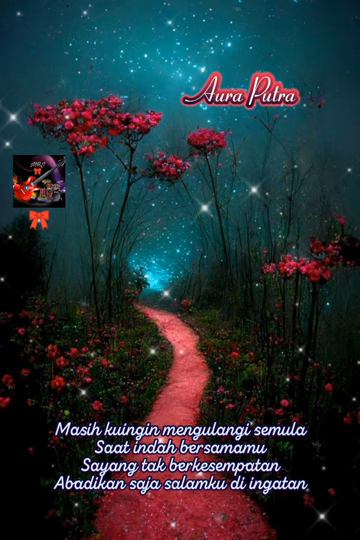 Aura Putra
Masih kuingin mengulangi semula
Saat indah bersamamu
Sayang tak berkesempatan
Abadikan saja salamku di ingatan